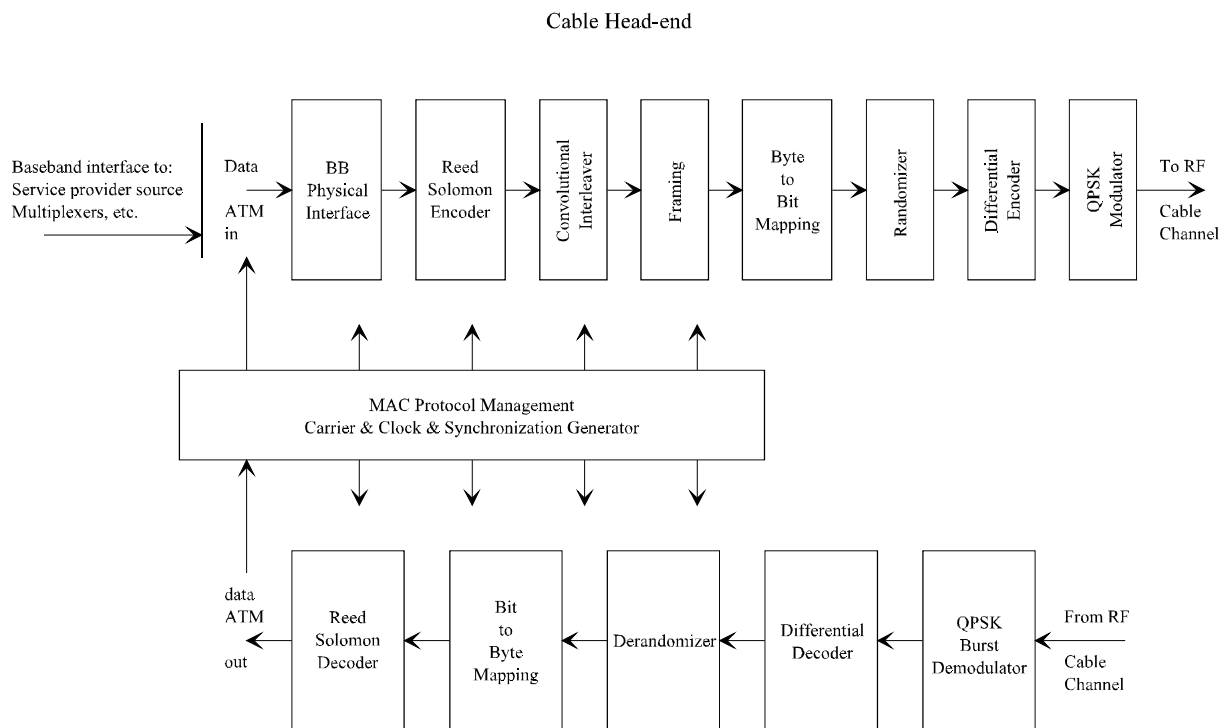 Cable Head-end
Baseband interface to:
Service provider source
Multiplexers, etc.
Data
ATM
in
BB
Physical
Interface
Reed
Solomon
Encoder
Convolutional
Interleaver
Framing
Byte
to
Bit
Mapping
Randomizer
Differential
Encoder
QPSK
Modulator
To RF
Cable
Channel
MAC Protocol Management
Carrier & Clock & Synchronization Generator
data
ATM
out
Reed
Solomon
Decoder
Bit
to
Byte
Mapping
Derandomizer
Differential
Decoder
QPSK
Burst
Demodulator
From RF
Cable
Channel